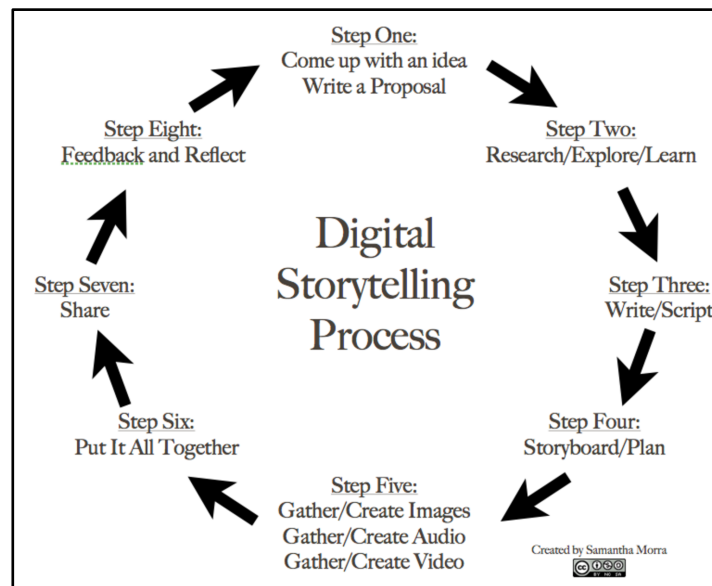 Step One:
Come up with an idea
Write a Proposal
Step Two:
Research/Explore/Learn
Step Three:
Write/Script
Step Four:
Storyboard/Plan
Step Five:
Gather/Create Images
Gather/Create Audio
Gather/Create Video
Step Six:
Put It All Together
Step Seven:
Share
Step Eight:
Feedback and Reflect
Digital
Storytelling
Process
Created by Samantha Morra